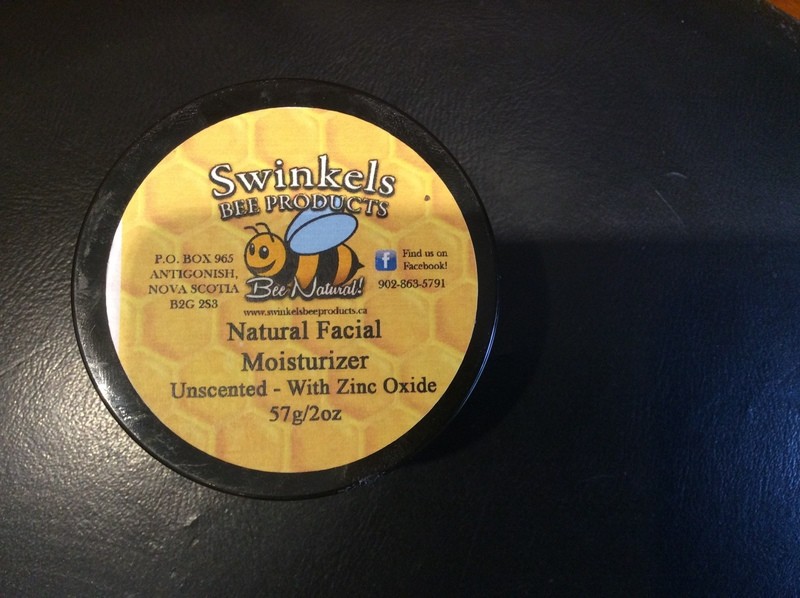 Swinkels
BEE PRODUCTS
P.O. BOX 965
ANTIGONISH,
NOVA SCOTIA
B2G 2S3
Bee Natural!
f
Find us on
Facebook!
902-863-5791
www.swinkelsbeeproducts.ca
Natural Facial
Moisturizer
Unscented - With Zinc Oxide
57g/2oz